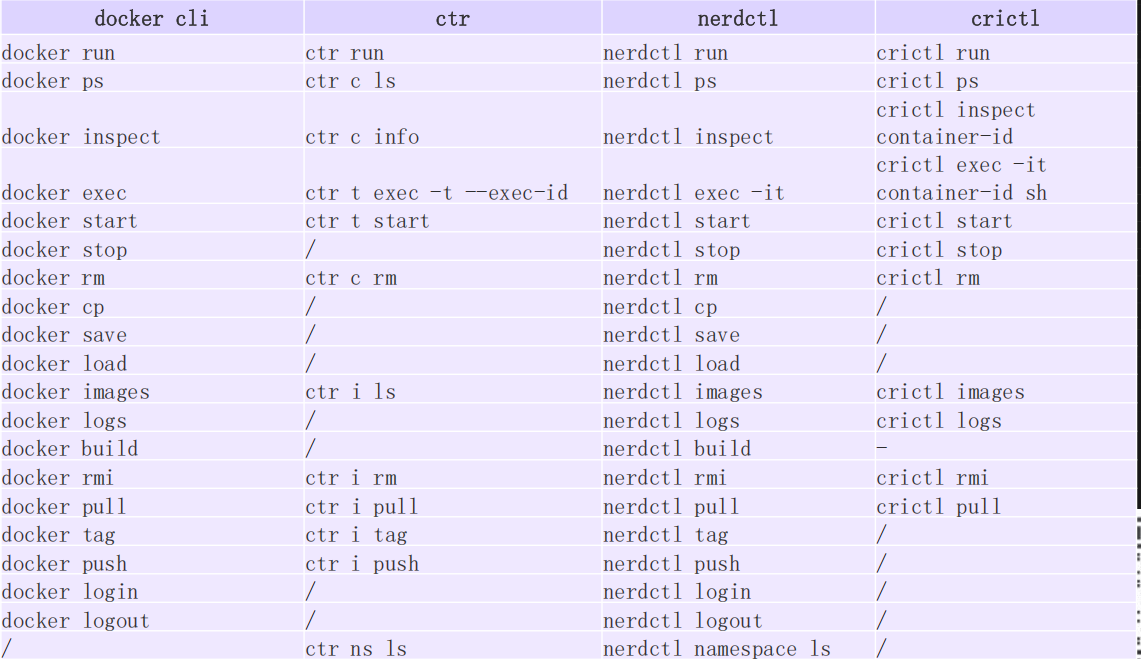 docker cli ctr nerdctl crictl
docker run ctr run nerdctl run crictl run
docker ps ctr c ls nerdctl ps crictl ps
crictl inspect
docker inspect ctr c info nerdctl inspect container-id
crictl exec -it
docker exec ctr t exec -t --exec-id nerdctl exec -it container-id sh
docker start ctr t start nerdctl start crictl start
docker stop / nerdctl stop crictl stop
docker rm ctr c rm nerdctl rm crictl rm
docker cp / nerdctl cp /
docker save / nerdctl save /
docker load / nerdctl load /
docker images ctr i ls nerdctl images crictl images
docker logs / nerdctl logs crictl logs
docker build / nerdctl build -
docker rmi ctr i rm nerdctl rmi crictl rmi
docker pull ctr i pull nerdctl pull crictl pull
docker tag ctr i tag nerdctl tag /
docker push ctr i push nerdctl push /
docker login / nerdctl login /
docker logout / nerdctl logout /
/ ctr ns ls nerdctl namespace ls /